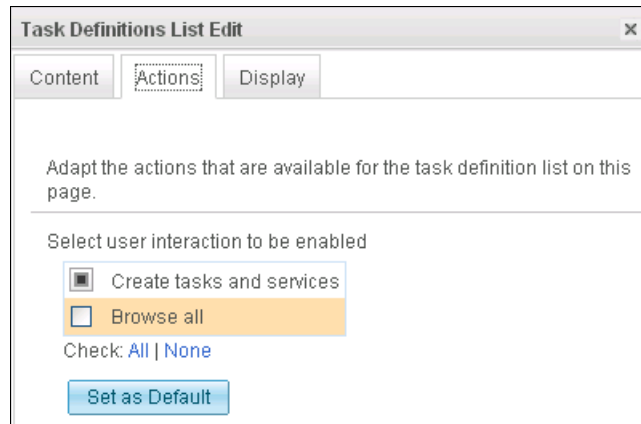 Task Definitions List Edit
Content
Actions
Display
Adapt the actions that are available for the task definition list on this
page.
Select user interaction to be enabled
Create tasks and services
Browse all
Check: All | None
Set as Default